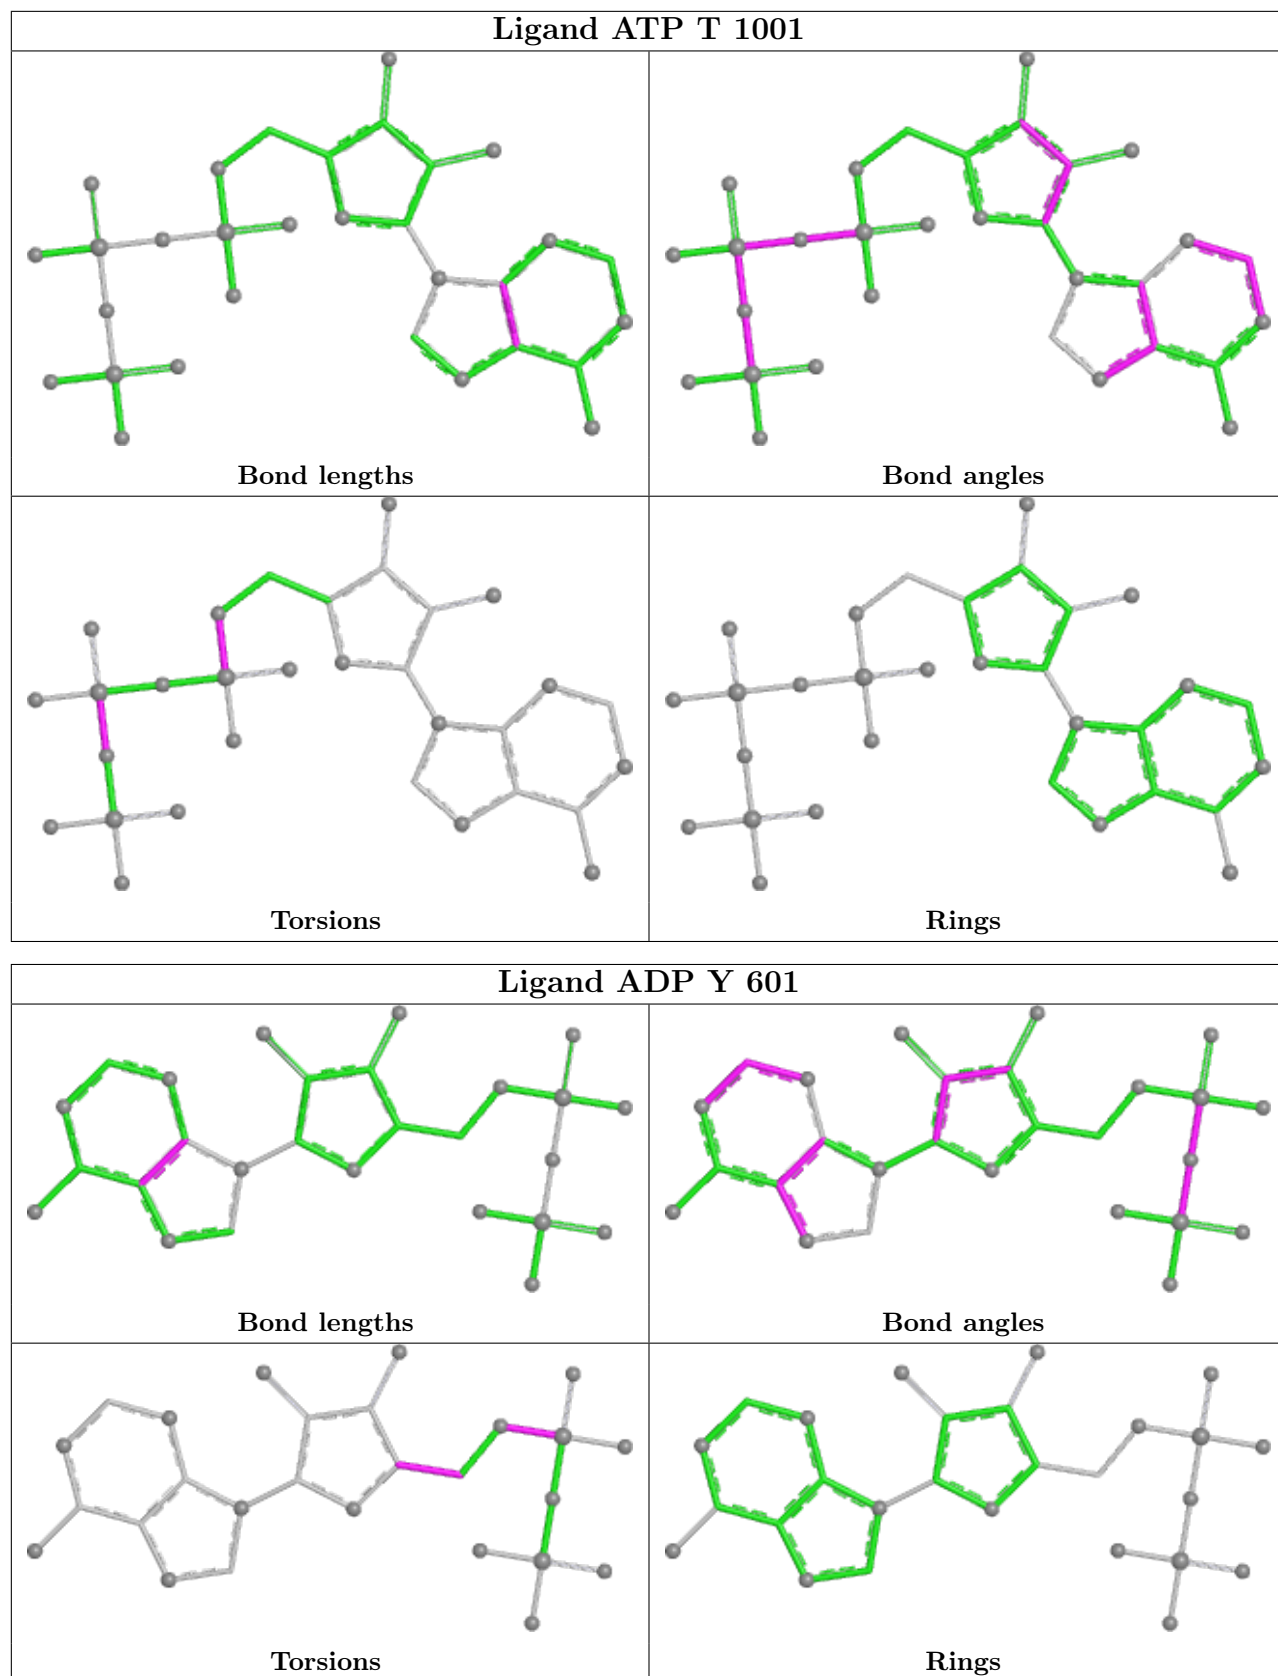 Ligand ATP T 1001
Bond lengths
Bond angles
Torsions
Rings
Ligand ADP Y 601
Bond lengths
Bond angles
Torsions
Rings